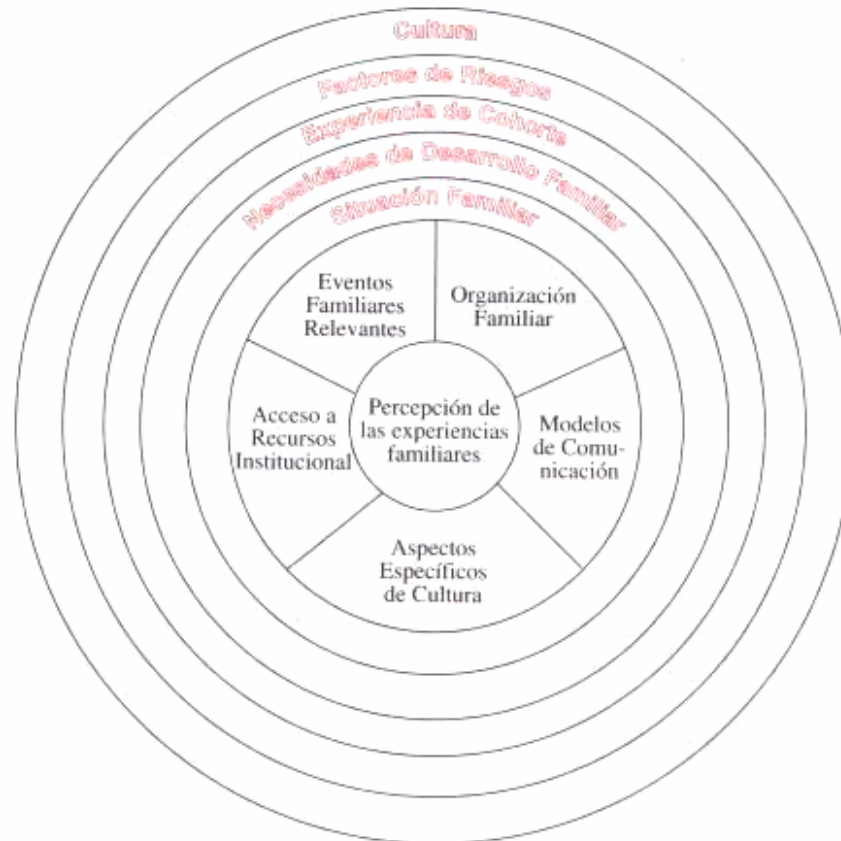 Cultura
Factores de Riesgos
Experiencia de Cohorte
Necesidades de Desarrollo Familiar
Situación Familiar
Eventos
Familiares
Relevantes
Organización
Familiar
Acceso a
Recursos
Institucional
Percepción de
las experiencias
familiares
Modelos
de Comu-
nicación
Aspectos
Específicos
de Cultura